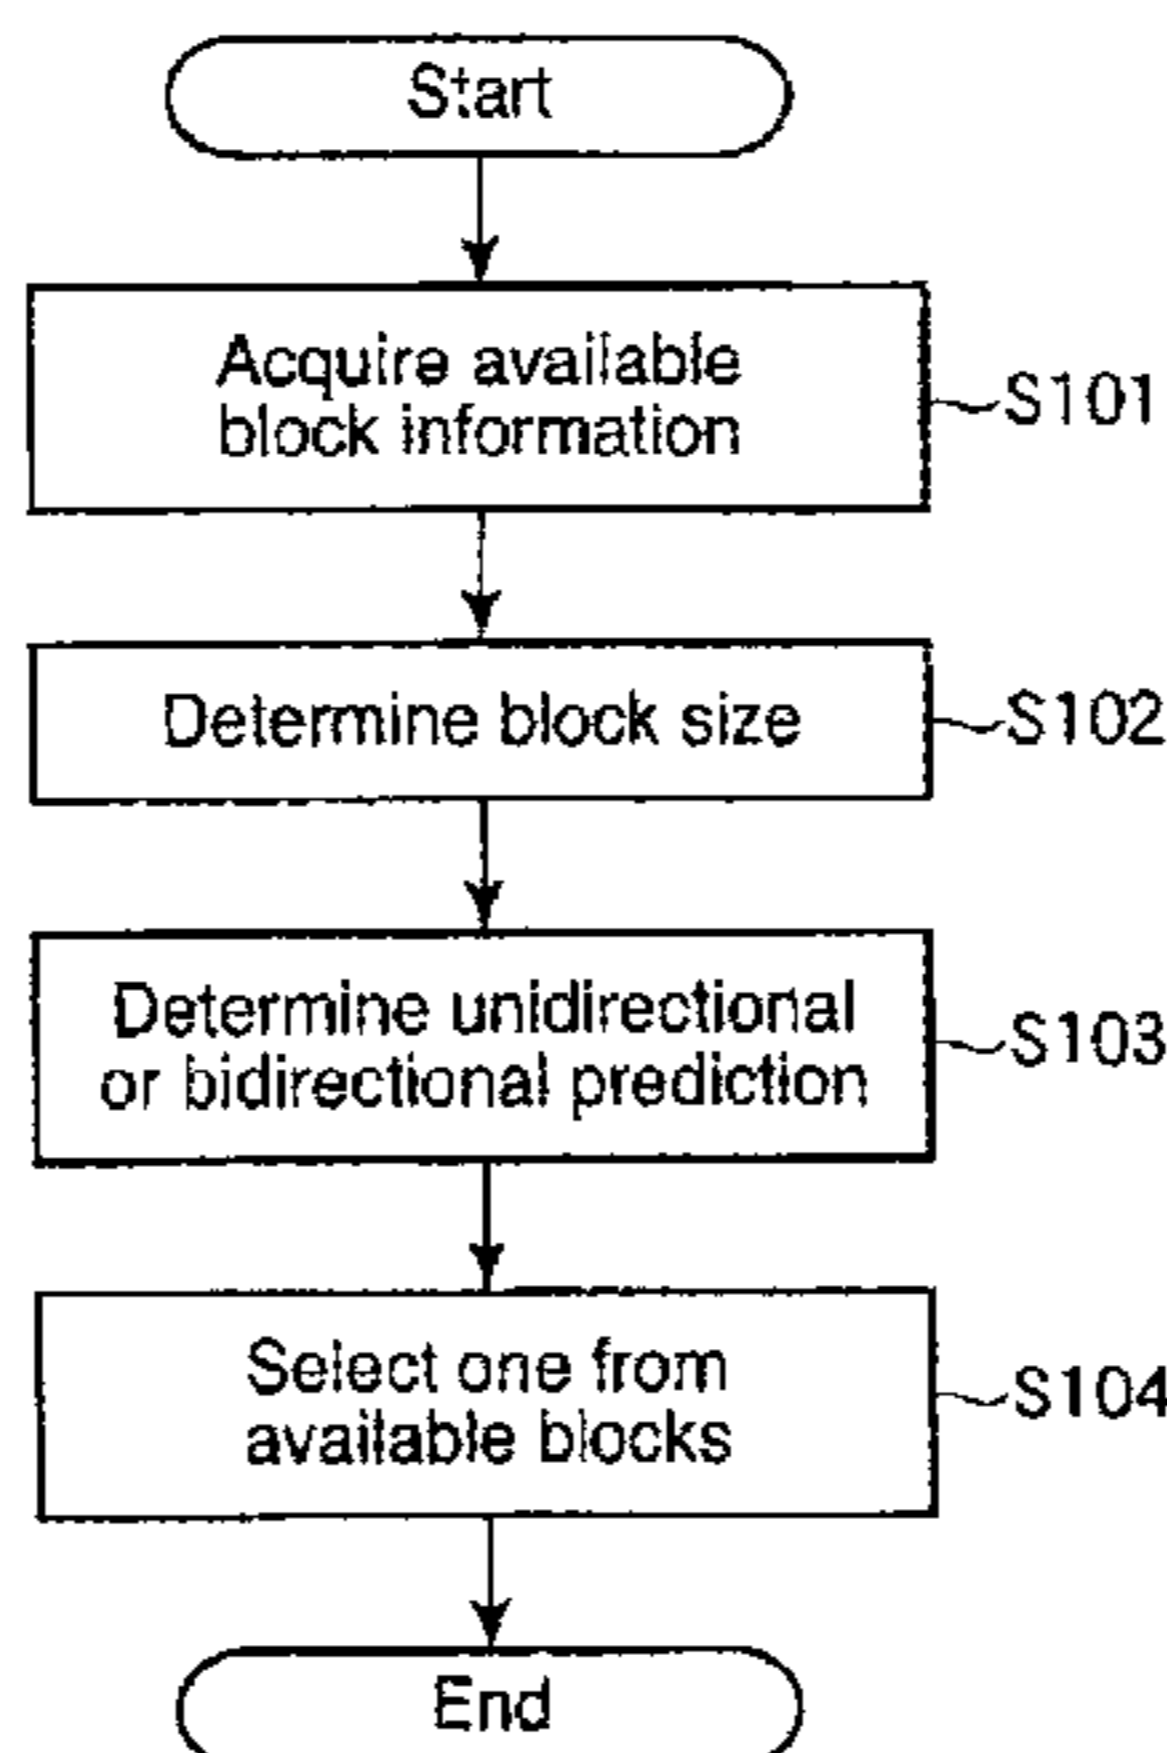 Start
Acquire available
block information
S101
Determine block size
S102
Determine unidirectional
or bidirectional prediction
S103
Select one from
available blocks
S104
End